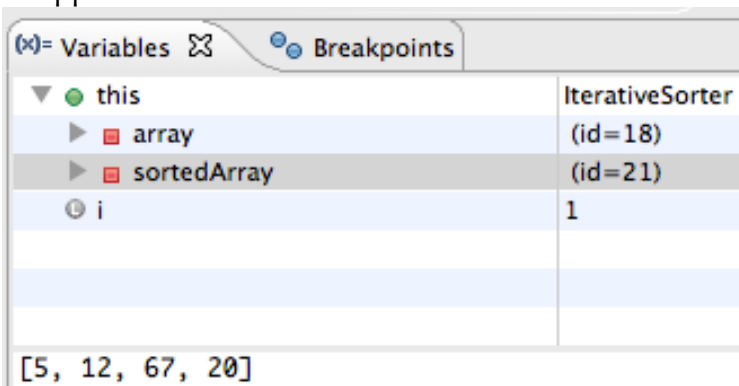 (x)= Variables Breakpoints
this IterativeSorter
array (id=18)
sortedArray (id=21)
i 1
[5, 12, 67, 20]